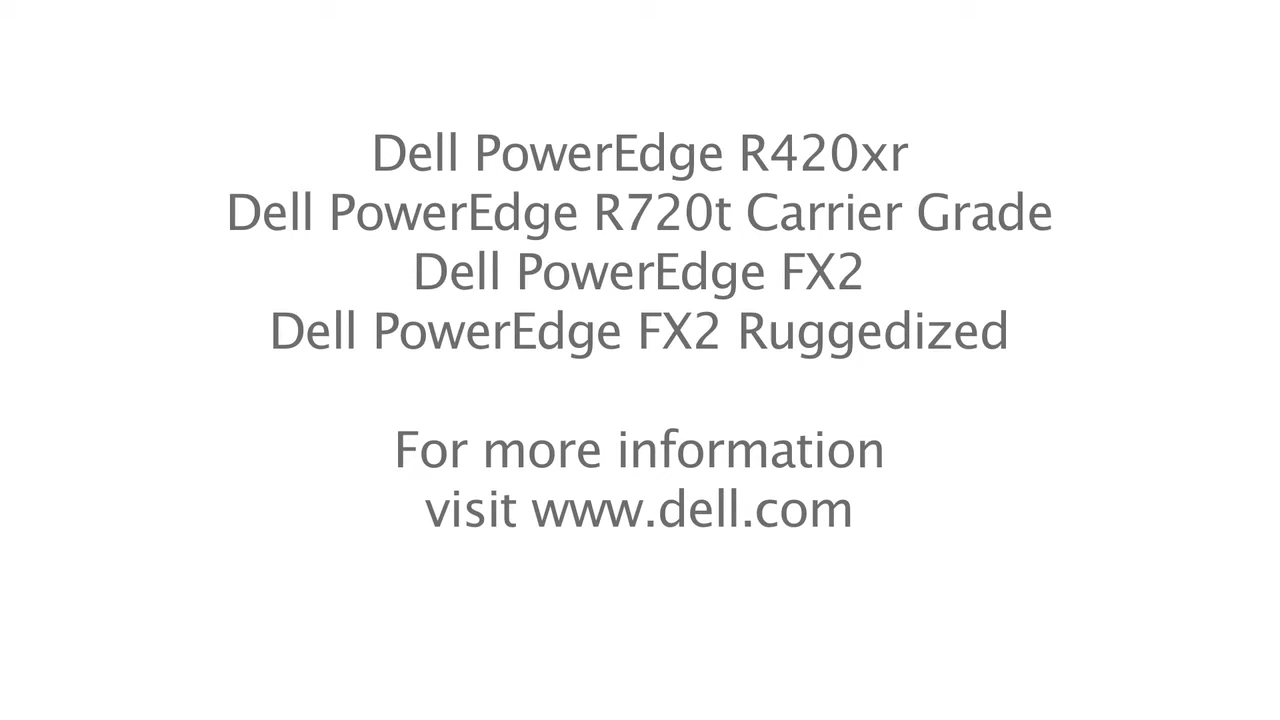 Dell PowerEdge R420xr
Dell PowerEdge R720t Carrier Grade
Dell PowerEdge FX2
Dell PowerEdge FX2 Ruggedized
For more information
visit www.dell.com